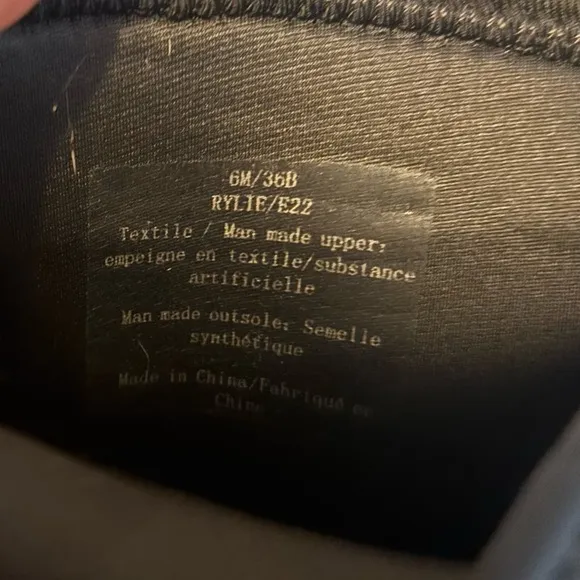 6M/36B
RYLIE/E22
Textile / Man made upper;
empeigne en textile/substance
artificielle
Man made outsole; Semelle
synthétique
Made in China/Fabriqué en
Chine